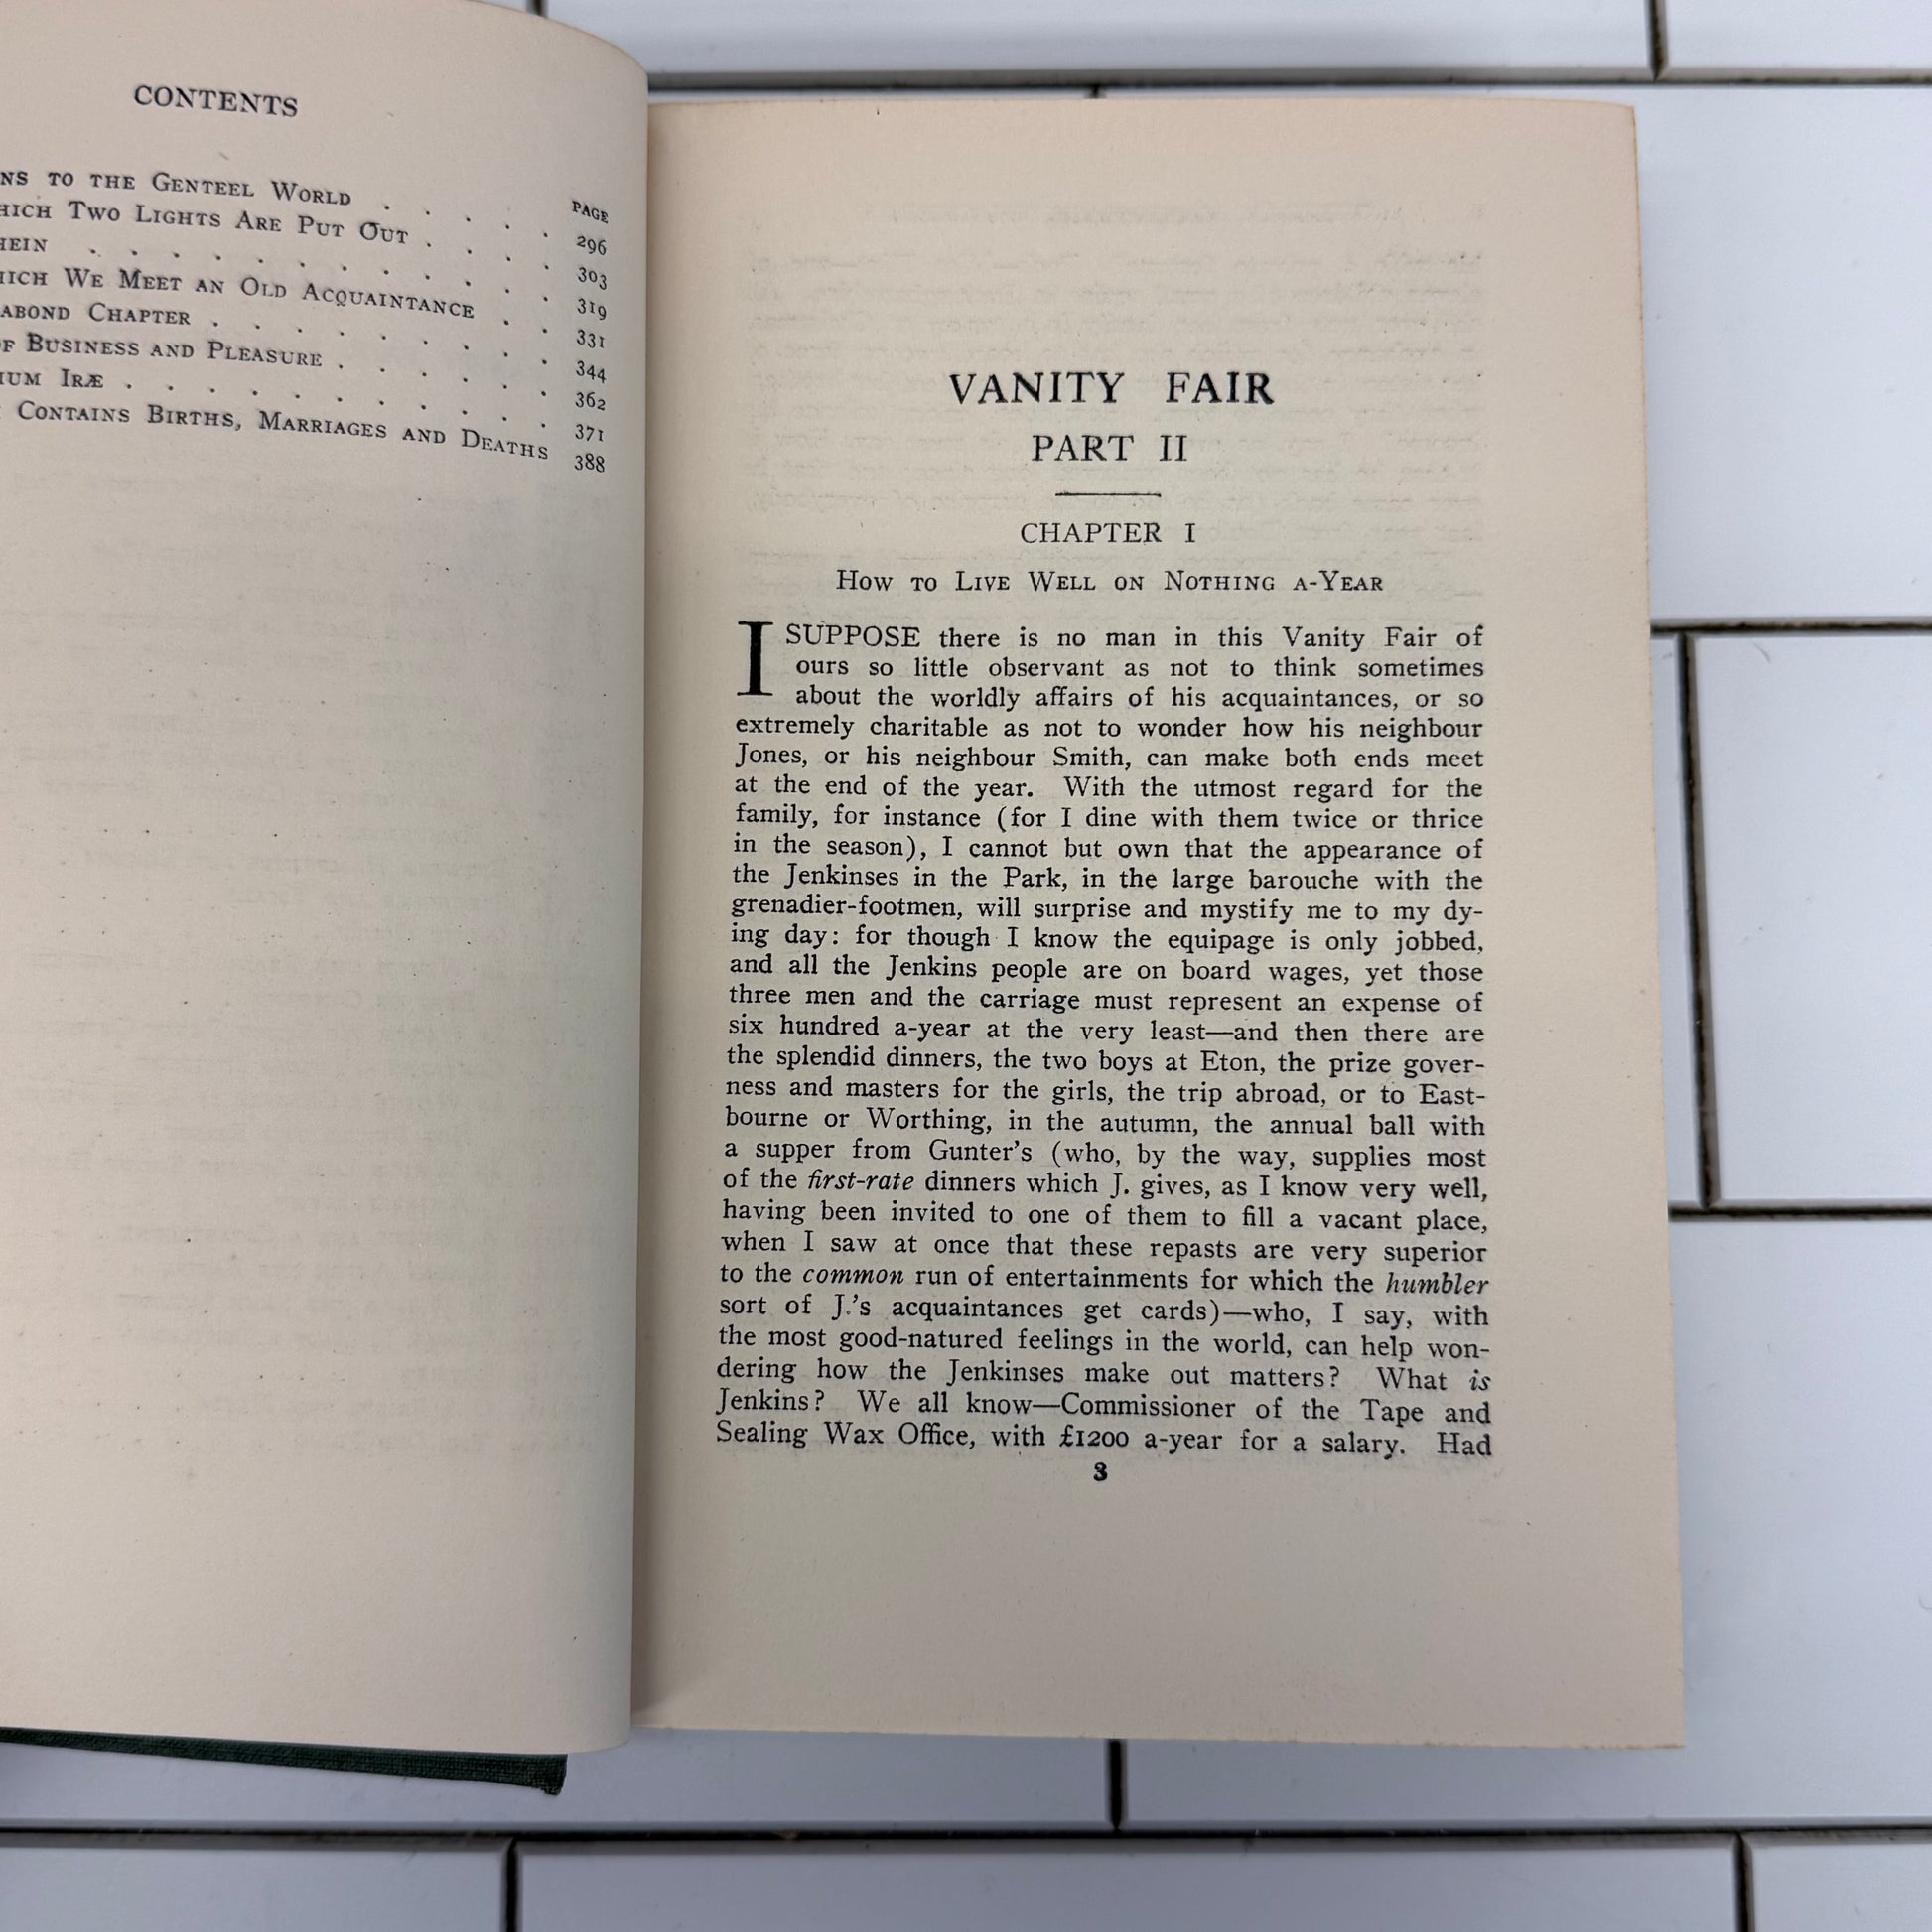 CONTENTS
PAGE
TO THE GENTEEL WORLD . . . . . 296
TWO LIGHTS ARE PUT OUT . . . . 303
. . . . . . . . . . . 319
WE MEET AN OLD ACQUAINTANCE . . 331
CHAPTER . . . . . . . . . 344
BUSINESS AND PLEASURE . . . . . . 362
IRÆ . . . . . . . . . . . 371
CONTAINS BIRTHS, MARRIAGES AND DEATHS 388
VANITY FAIR
PART II
CHAPTER I
HOW TO LIVE WELL ON NOTHING A-YEAR
I SUPPOSE there is no man in this Vanity Fair of
ours so little observant as not to think sometimes
about the worldly affairs of his acquaintances, or so
extremely charitable as not to wonder how his neighbour
Jones, or his neighbour Smith, can make both ends meet
at the end of the year. With the utmost regard for the
family, for instance (for I dine with them twice or thrice
in the season), I cannot but own that the appearance of
the Jenkinses in the Park, in the large barouche with the
grenadier-footmen, will surprise and mystify me to my dy-
ing day: for though I know the equipage is only jobbed,
and all the Jenkins people are on board wages, yet those
three men and the carriage must represent an expense of
six hundred a-year at the very least—and then there are
the splendid dinners, the two boys at Eton, the prize gover-
ness and masters for the girls, the trip abroad, or to East-
bourne or Worthing, in the autumn, the annual ball with
a supper from Gunter's (who, by the way, supplies most
of the first-rate dinners which J. gives, as I know very well,
having been invited to one of them to fill a vacant place,
when I saw at once that these repasts are very superior
to the common run of entertainments for which the humbler
sort of J.'s acquaintances get cards)—who, I say, with
the most good-natured feelings in the world, can help won-
dering how the Jenkinses make out matters? What is
Jenkins? We all know—Commissioner of the Tape and
Sealing Wax Office, with £1200 a-year for a salary. Had
3